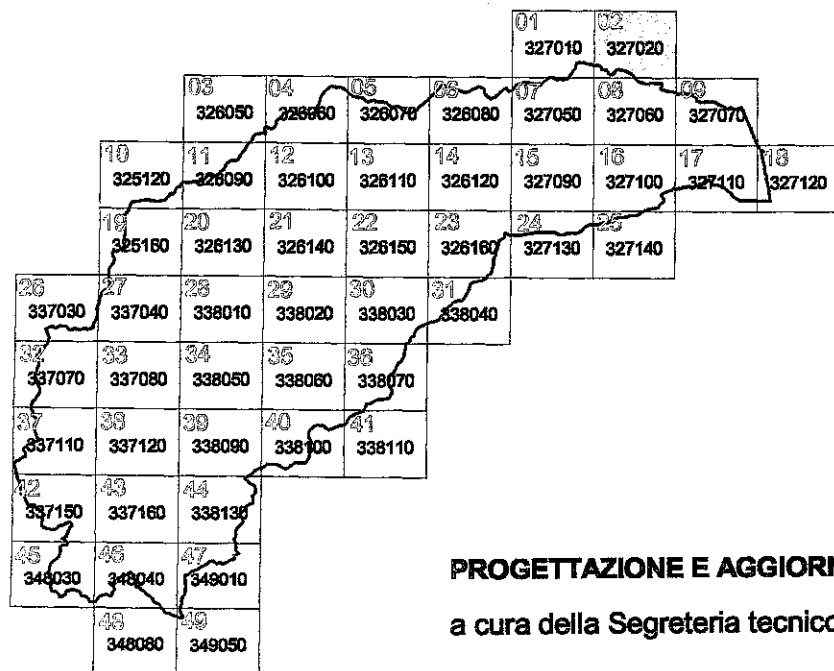 01 02
327010 327020
03 04 05 06 07 08 09
326050 326060 326070 326080 327050 327060 327070
10 11 12 13 14 15 16 17 18
325120 326090 326100 326110 326120 327090 327100 327110 327120
19 20 21 22 23 24 25
325160 326130 326140 326150 326160 327130 327140
26 27 28 29 30 31
337030 337040 338010 338020 338030 338040
32 33 34 35 36
337070 337080 338050 338060 338070
37 38 39 40 41
337110 337120 338090 338100 338110
42 43 44
337150 337160 338130
45 46 47
348030 348040 349010
48 49
348080 349050
PROGETTAZIONE E AGGIOR
a cura della Segreteria tecnico